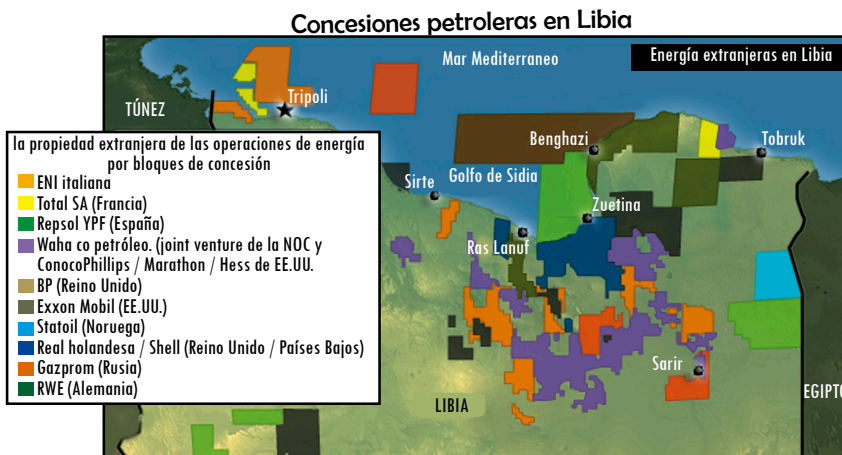 Concesiones petroleras en Libia
Mar Mediterraneo
Energía extranjeras en Libia
TÚNEZ
Tripoli
la propiedad extranjera de las operaciones de energía
por bloques de concesión
ENI italiana
Total SA (Francia)
Repsol YPF (España)
Waha co petróleo. (joint venture de la NOC y
ConocoPhillips / Marathon / Hess de EE.UU.
BP (Reino Unido)
Exxon Mobil (EE.UU.)
Statoil (Noruega)
Real holandesa / Shell (Reino Unido / Países Bajos)
Gazprom (Rusia)
RWE (Alemania)
Benghazi
Tobruk
Golfo de Sidia
Sirte
Zuetina
Ras Lanuf
Sarir
LIBIA
EGIPTO